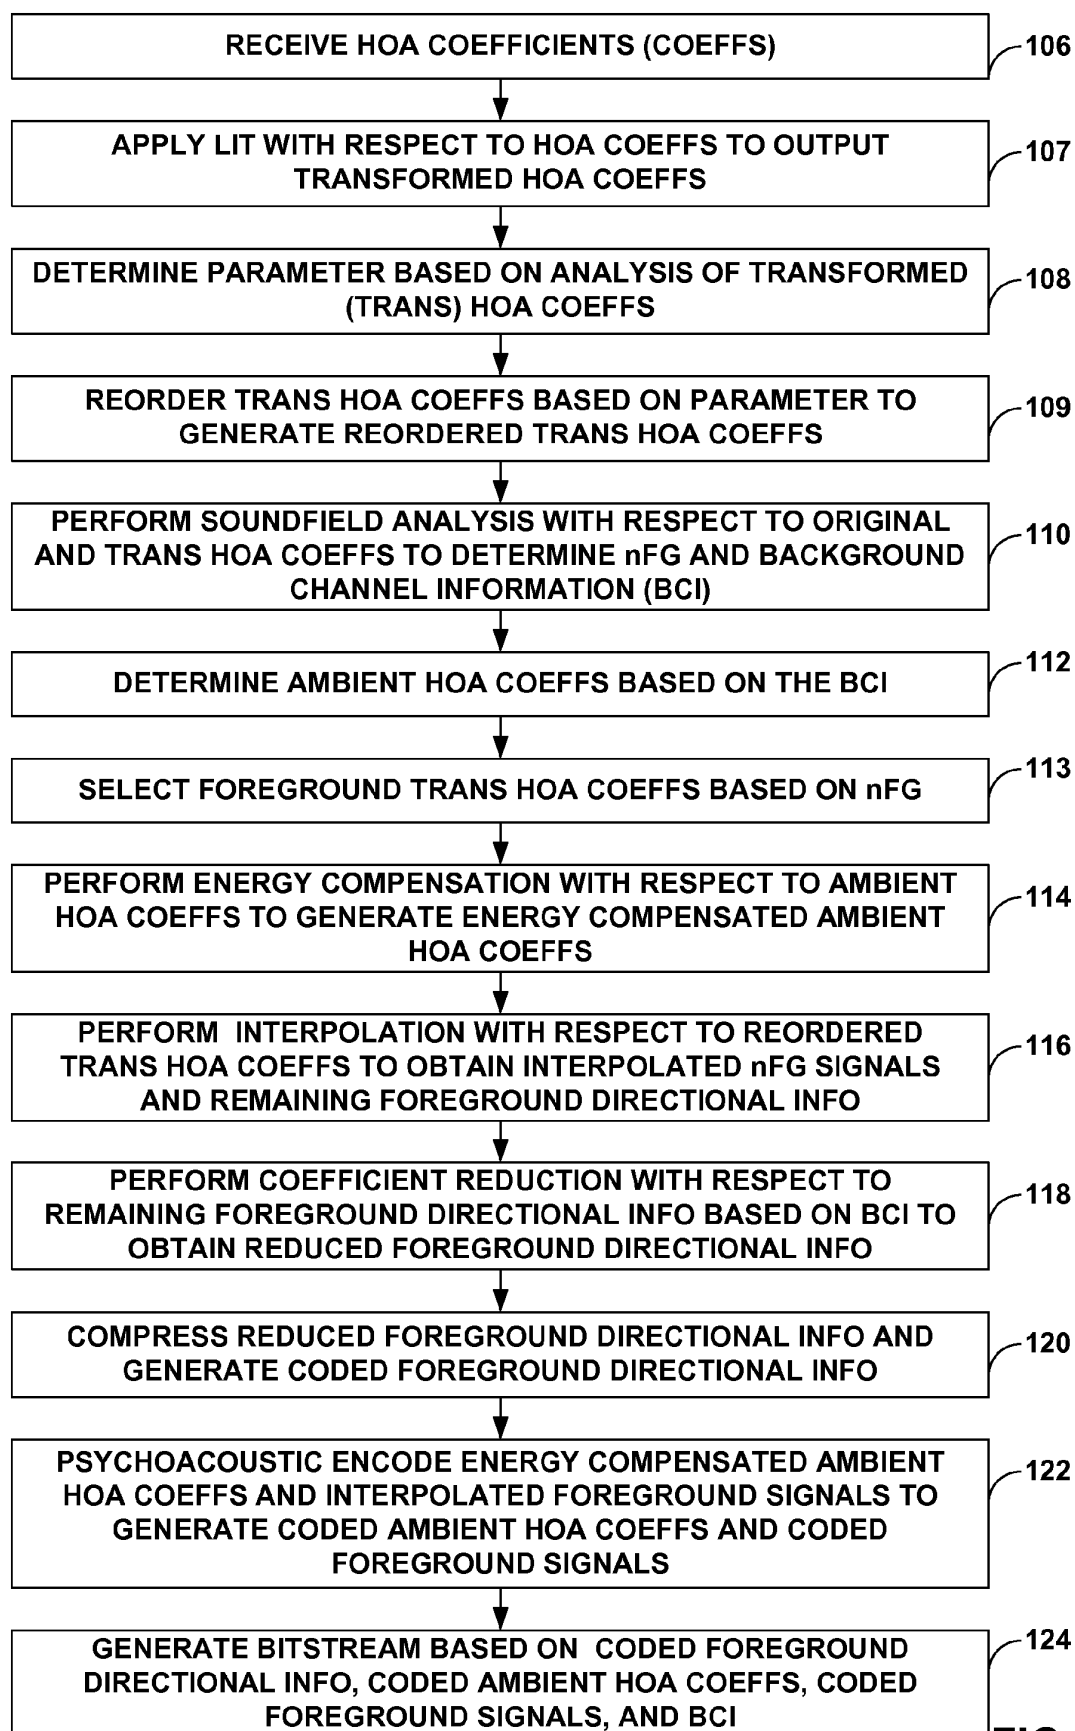 RECEIVE HOA COEFFICIENTS (COEFFS)
106
APPLY LIT WITH RESPECT TO HOA COEFFS TO OUTPUT
TRANSFORMED HOA COEFFS
107
DETERMINE PARAMETER BASED ON ANALYSIS OF TRANSFORMED
(TRANS) HOA COEFFS
108
REORDER TRANS HOA COEFFS BASED ON PARAMETER TO
GENERATE REORDERED TRANS HOA COEFFS
109
PERFORM SOUNDFIELD ANALYSIS WITH RESPECT TO ORIGINAL
AND TRANS HOA COEFFS TO DETERMINE nFG AND BACKGROUND
CHANNEL INFORMATION (BCI)
110
DETERMINE AMBIENT HOA COEFFS BASED ON THE BCI
112
SELECT FOREGROUND TRANS HOA COEFFS BASED ON nFG
113
PERFORM ENERGY COMPENSATION WITH RESPECT TO AMBIENT
HOA COEFFS TO GENERATE ENERGY COMPENSATED AMBIENT
HOA COEFFS
114
PERFORM INTERPOLATION WITH RESPECT TO REORDERED
TRANS HOA COEFFS TO OBTAIN INTERPOLATED nFG SIGNALS
AND REMAINING FOREGROUND DIRECTIONAL INFO
116
PERFORM COEFFICIENT REDUCTION WITH RESPECT TO
REMAINING FOREGROUND DIRECTIONAL INFO BASED ON BCI TO
OBTAIN REDUCED FOREGROUND DIRECTIONAL INFO
118
COMPRESS REDUCED FOREGROUND DIRECTIONAL INFO AND
GENERATE CODED FOREGROUND DIRECTIONAL INFO
120
PSYCHOACOUSTIC ENCODE ENERGY COMPENSATED AMBIENT
HOA COEFFS AND INTERPOLATED FOREGROUND SIGNALS TO
GENERATE CODED AMBIENT HOA COEFFS AND CODED
FOREGROUND SIGNALS
122
GENERATE BITSTREAM BASED ON CODED FOREGROUND
DIRECTIONAL INFO, CODED AMBIENT HOA COEFFS, CODED
FOREGROUND SIGNALS, AND BCI
124